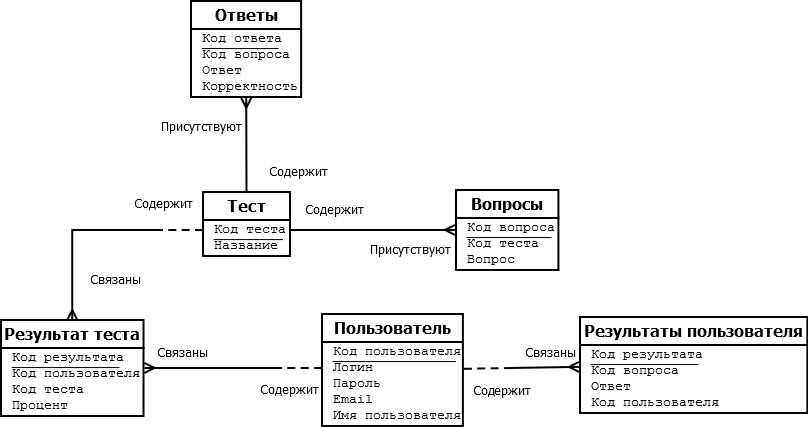 Ответы
Код ответа
Код вопроса
Ответ
Корректность
Присутствуют
Содержит
Содержит
Тест
Код теста
Название
Содержит
Вопросы
Код вопроса
Код теста
Вопрос
Присутствуют
Связаны
Результат теста
Код результата
Код пользователя
Код теста
Процент
Связаны
Содержит
Пользователь
Код пользователя
Логин
Пароль
Email
Имя пользователя
Связаны
Содержит
Результаты пользователя
Код результата
Код вопроса
Ответ
Код пользователя